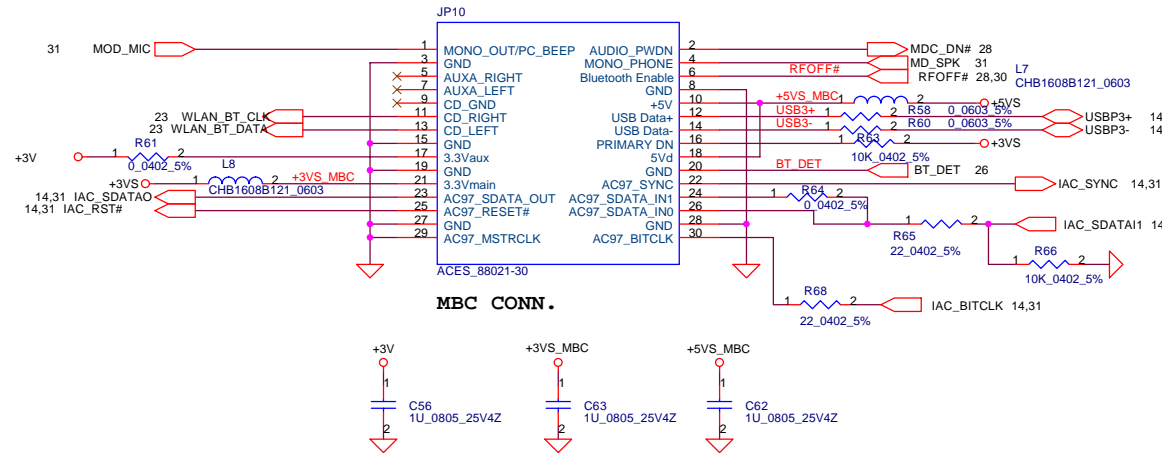 JP10
31 MOD_MIC 1 MONO_OUT/PC_BEEP AUDIO_PWDN 2 MDC_DN# 28
3 GND MONO_PHONE 4 MD_SPK 31
5 AUXA_RIGHT Bluetooth Enable 6 RFOFF# RFOFF# 28,30
L7
CHB1608B121_0603
7 AUXA_LEFT GND 8
9 CD_GND +5V 10 +5VS_MBC 1 2 +5VS
23 WLAN_BT_CLK 11 CD_RIGHT USB Data+ 12 USB3+ 1 2 R58 0_0603_5% USBP3+ 14
23 WLAN_BT_DATA 13 CD_LEFT USB Data- 14 USB3- 1 2 R60 0_0603_5% USBP3- 14
15 GND PRIMARY DN 16 1 R63 2 +3VS
10K_0402_5%
+3V 1 R61 2 17 3.3Vaux 5Vd 18
0_0402_5%
19 GND GND 20 BT_DET BT_DET 26
+3VS 1 L8 2 +3VS_MBC 21 3.3Vmain AC97_SYNC 22 IAC_SYNC 14,31
CHB1608B121_0603
14,31 IAC_SDATAO 23 AC97_SDATA_OUT AC97_SDATA_IN1 24 1 R64 2
0_0402_5%
14,31 IAC_RST# 25 AC97_RESET# AC97_SDATA_IN0 26
27 GND GND 28 1 R65 2 IAC_SDATAI1 14
22_0402_5%
29 AC97_MSTRCLK AC97_BITCLK 30
1 R66 2
10K_0402_5%
ACES_88021-30
MBC CONN.
1 R68 2 IAC_BITCLK 14,31
22_0402_5%
+3V +3VS_MBC +5VS_MBC
1 1 1
C56 C63 C62
1U_0805_25V4Z 1U_0805_25V4Z 1U_0805_25V4Z
2 2 2